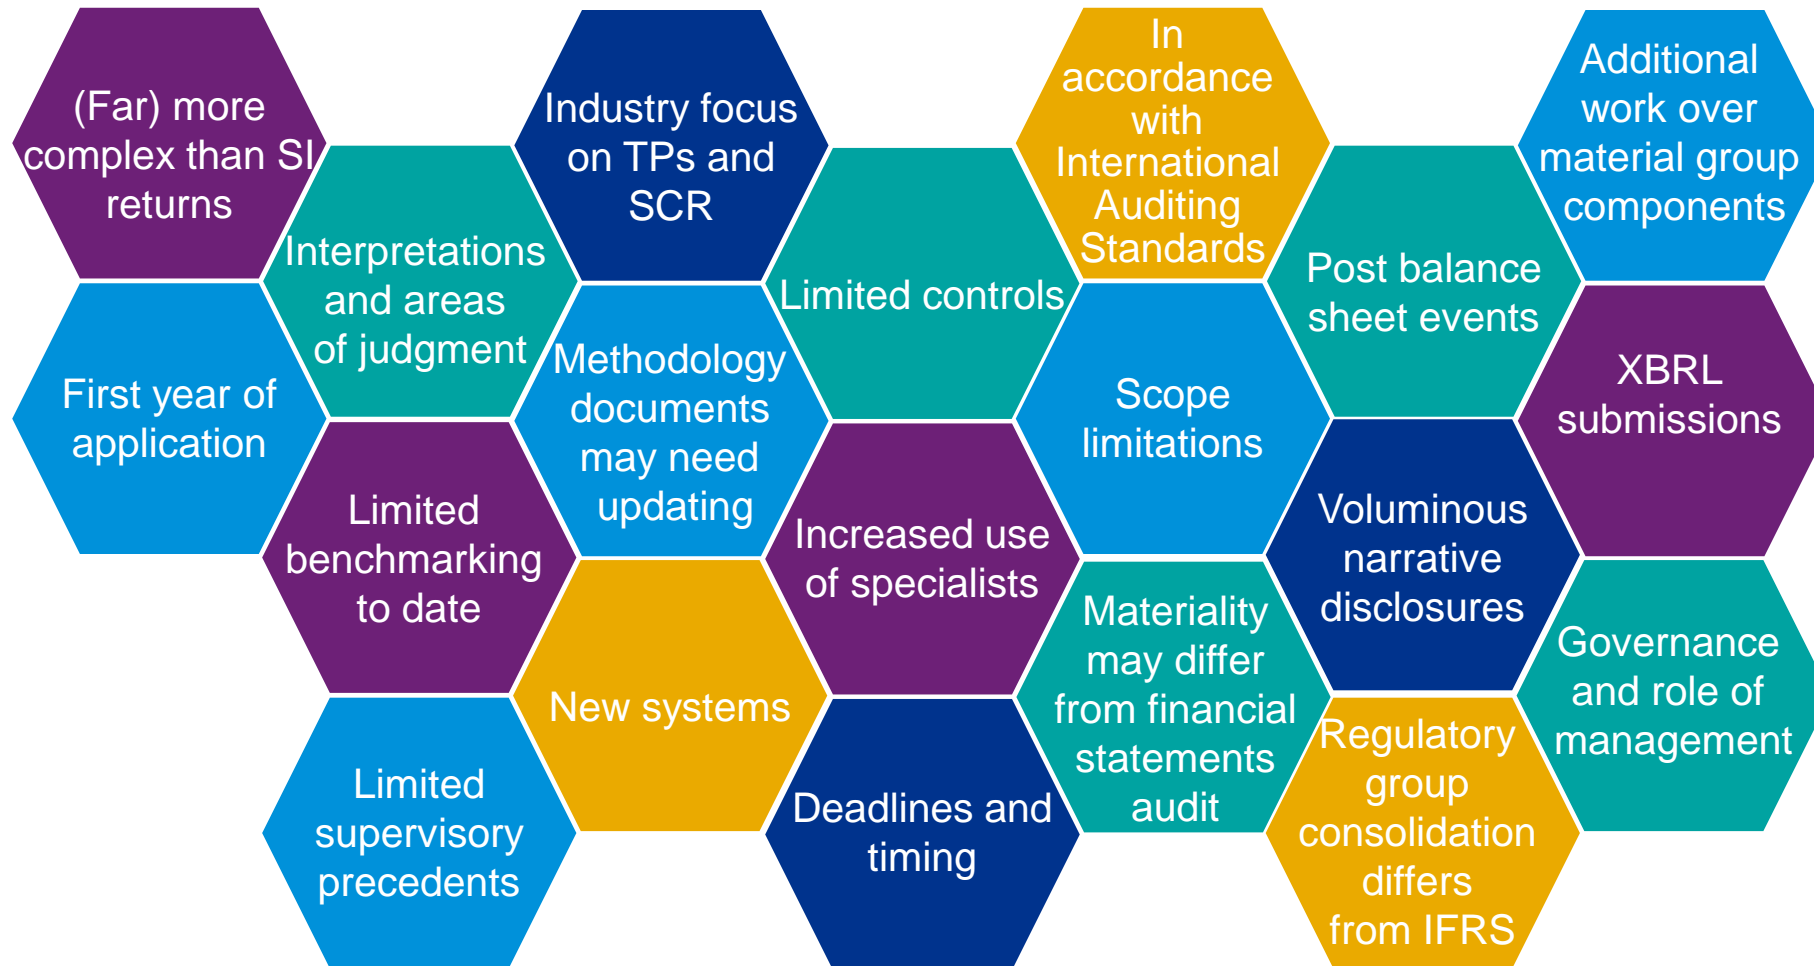 (Far) more
complex than SI
returns
First year of
application
Interpretations
and areas
of judgment
Limited
benchmarking
to date
Limited
supervisory
precedents
Industry focus
on TPs and
SCR
Methodology
documents
may need
updating
New systems
Limited controls
Increased use
of specialists
Deadlines and
timing
In
accordance
with
International
Auditing
Standards
Scope
limitations
Materiality
may differ
from financial
statements
audit
Post balance
sheet events
Voluminous
narrative
disclosures
Regulatory
group
consolidation
differs
from IFRS
Additional
work over
material group
components
XBRL
submissions
Governance
and role of
management